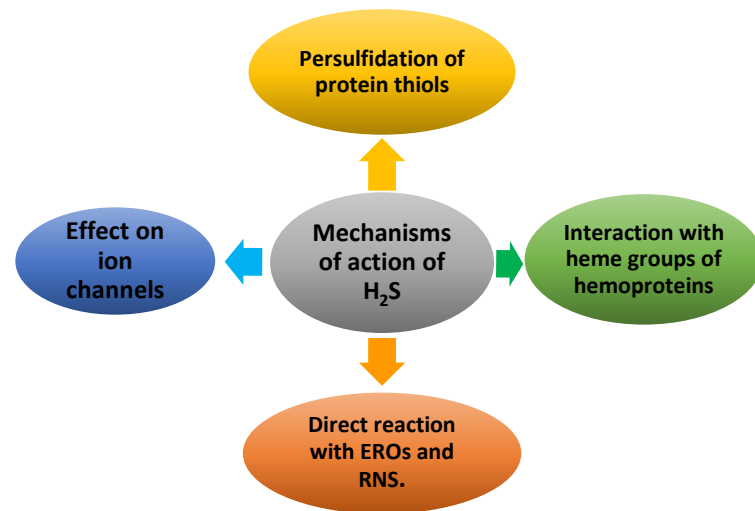 Persulfidation of
protein thiols
Effect on
ion
channels
Mechanisms
of action of
H₂S
Interaction with
heme groups of
hemoproteins
Direct reaction
with EROs and
RNS.